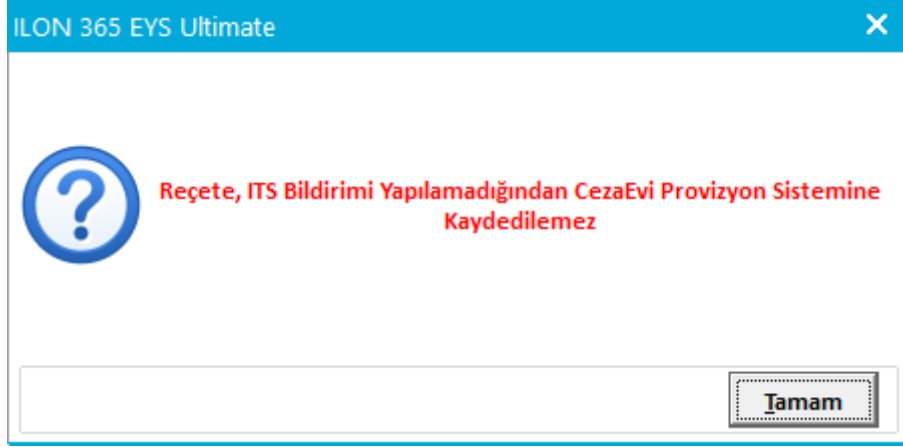 ILON 365 EYS Ultimate
Reçete, ITS Bildirimi Yapılamadığından CezaEvi Provizyon Sistemine
Kaydedilemez
Tamam